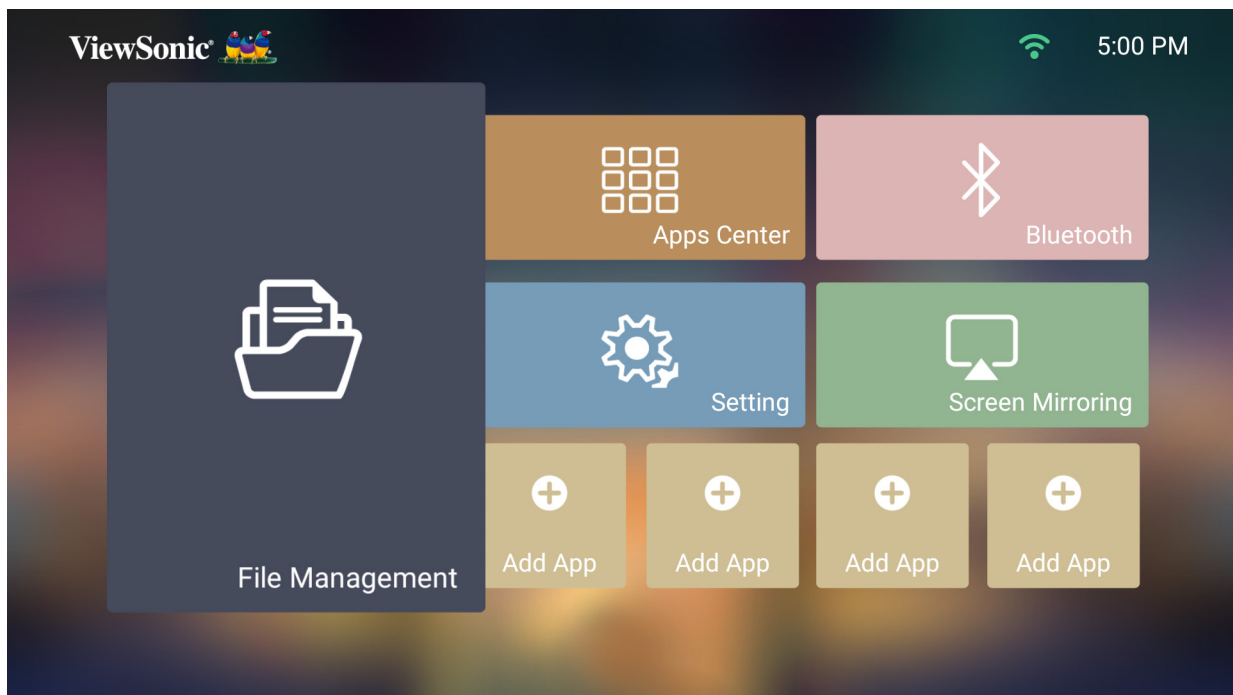 ViewSonic®
5:00 PM
Apps Center
Bluetooth
Setting
Screen Mirroring
File Management
Add App
Add App
Add App
Add App